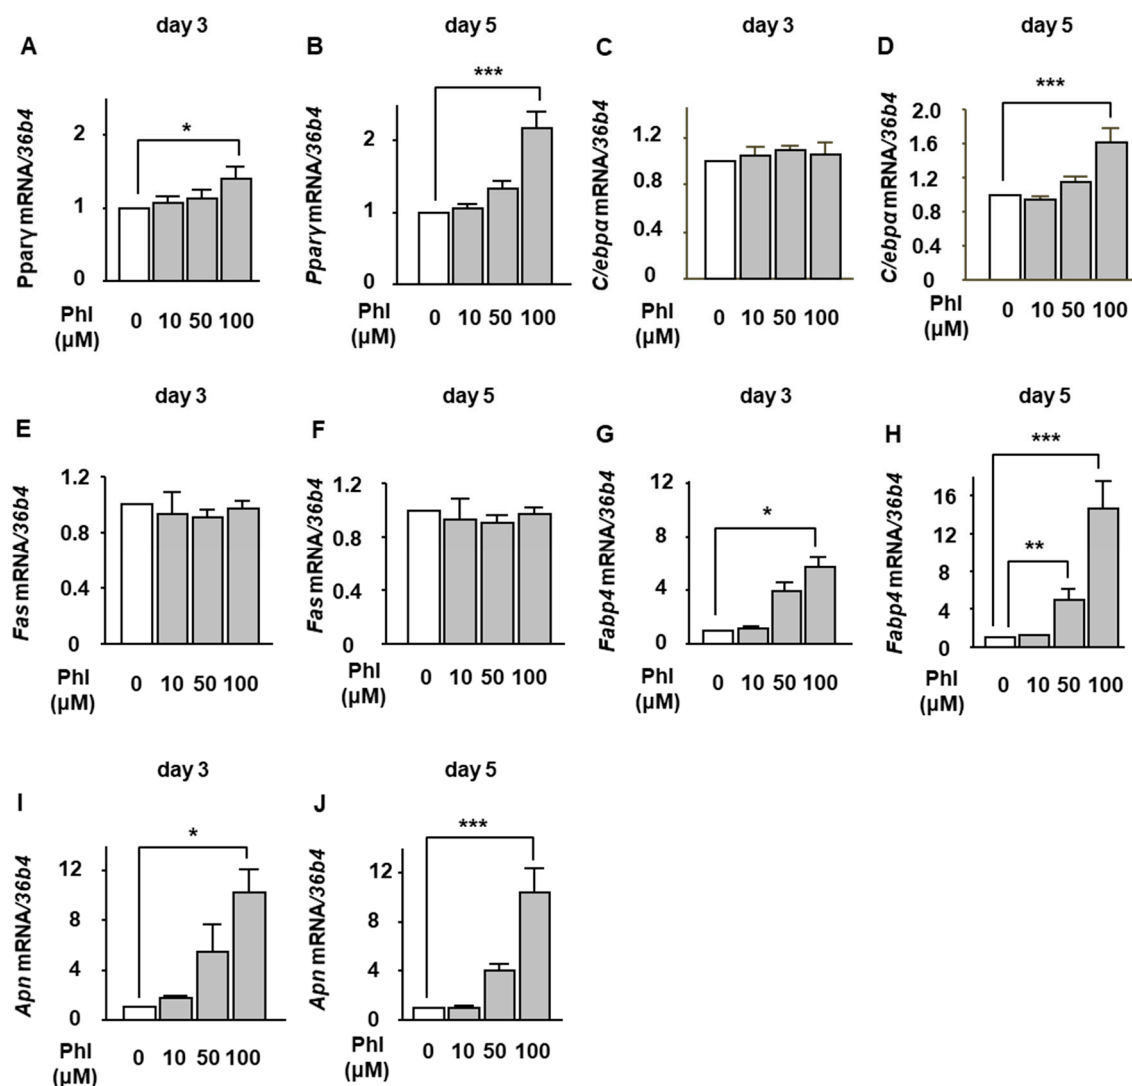 day 3
A
*
Pparγ mRNA/36b4
2
1
0
Phl
(µM)
0 10 50 100
day 5
B
***
Pparγ mRNA/36b4
2
1
0
Phl
(µM)
0 10 50 100
day 3
C
C/ebpα mRNA/36b4
1.2
0.8
0.4
0
Phl
(µM)
0 10 50 100
day 5
D
***
C/ebpα mRNA/36b4
2.0
1.6
1.2
0.8
0.4
0
Phl
(µM)
0 10 50 100
day 3
E
Fas mRNA/36b4
1.2
0.8
0.4
0
Phl
(µM)
0 10 50 100
day 5
F
Fas mRNA/36b4
1.2
0.8
0.4
0
Phl
(µM)
0 10 50 100
day 3
G
*
Fabp4 mRNA/36b4
12
8
4
0
Phl
(µM)
0 10 50 100
day 5
H
***
**
Fabp4 mRNA/36b4
16
12
8
4
0
Phl
(µM)
0 10 50 100
day 3
I
*
Apn mRNA/36b4
12
8
4
0
Phl
(µM)
0 10 50 100
day 5
J
***
Apn mRNA/36b4
12
8
4
0
Phl
(µM)
0 10 50 100